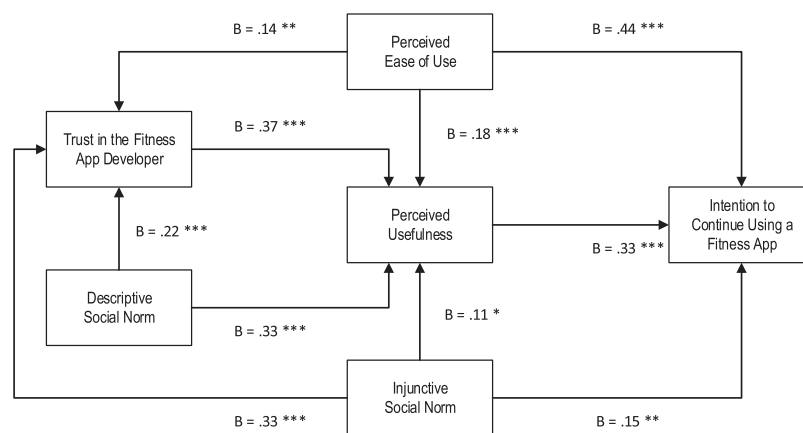 B = .14 **
Perceived
Ease of Use
B = .44 ***
Trust in the Fitness
App Developer
B = .37 ***
B = .18 ***
Perceived
Usefulness
Intention to
Continue Using a
Fitness App
B = .22 ***
B = .33 ***
Descriptive
Social Norm
B = .33 ***
B = .11 *
Injunctive
Social Norm
B = .33 ***
B = .15 **